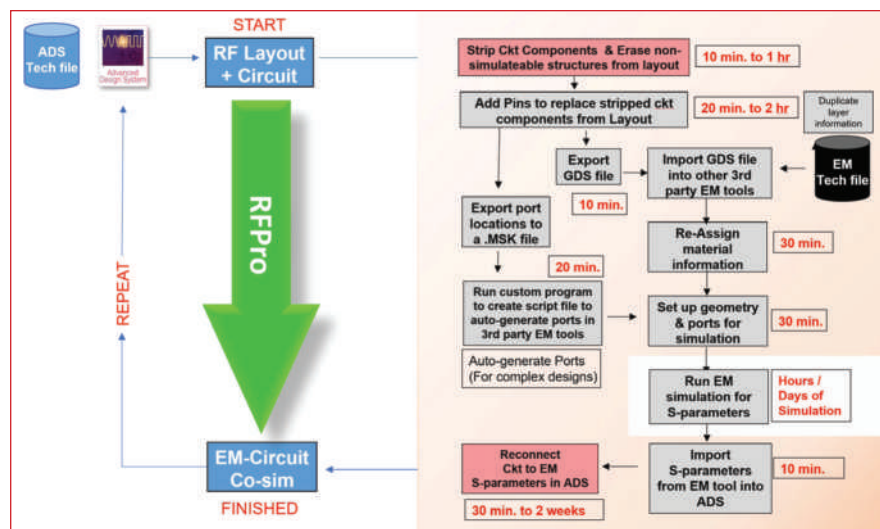 START
ADS
Tech file
Advanced
Design System
RF Layout
+ Circuit
RFPro
REPEAT
EM-Circuit
Co-sim
FINISHED
Strip Ckt Components & Erase non-
simulateable structures from layout
10 min. to 1 hr
Add Pins to replace stripped ckt
components from Layout
20 min. to 2 hr
Duplicate
layer
information
EM
Tech file
Export
GDS file
10 min.
Import GDS file
into other 3rd
party EM tools
Export port
locations to
a .MSK file
20 min.
Re-Assign
material
information
30 min.
Run custom program
to create script file to
auto-generate ports in
3rd party EM tools
Auto-generate Ports
(For complex designs)
Set up geometry
& ports for
simulation
30 min.
Run EM
simulation for
S-parameters
Hours /
Days of
Simulation
Import
S-parameters
from EM tool into
ADS
10 min.
Reconnect
Ckt to EM
S-parameters in ADS
30 min. to 2 weeks